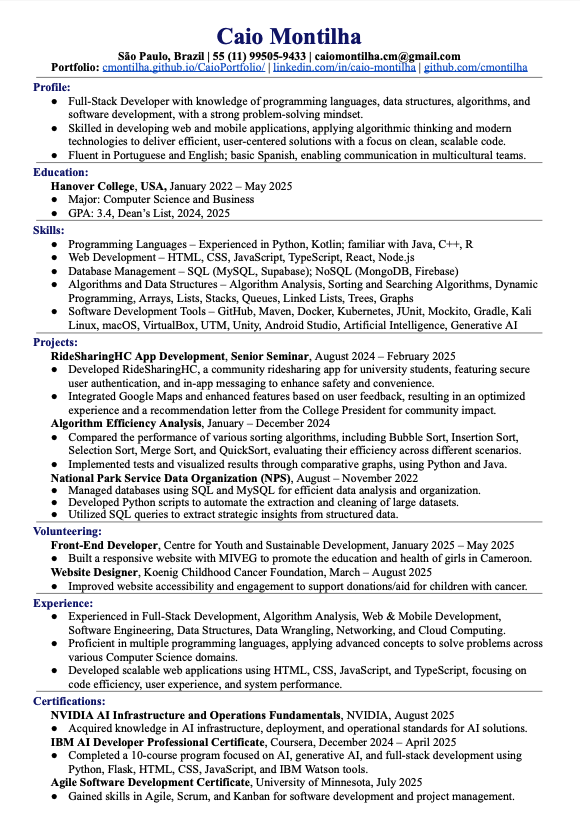 Caio Montilha
São Paulo, Brazil | 55 (11) 99505-9433 | caiomontilha.cm@gmail.com
Portfolio: cmontilha.github.io/CaioPortfolio/ | linkedin.com/in/caio-montilha | github.com/cmontilha
Profile:
● Full-Stack Developer with knowledge of programming languages, data structures, algorithms, and
software development, with a strong problem-solving mindset.
● Skilled in developing web and mobile applications, applying algorithmic thinking and modern
technologies to deliver efficient, user-centered solutions with a focus on clean, scalable code.
● Fluent in Portuguese and English; basic Spanish, enabling communication in multicultural teams.
Education:
Hanover College, USA, January 2022 – May 2025
● Major: Computer Science and Business
● GPA: 3.4, Dean's List, 2024, 2025
Skills:
● Programming Languages – Experienced in Python, Kotlin; familiar with Java, C++, R
● Web Development – HTML, CSS, JavaScript, TypeScript, React, Node.js
● Database Management – SQL (MySQL, Supabase); NoSQL (MongoDB, Firebase)
● Algorithms and Data Structures – Algorithm Analysis, Sorting and Searching Algorithms, Dynamic
Programming, Arrays, Lists, Stacks, Queues, Linked Lists, Trees, Graphs
● Software Development Tools – GitHub, Maven, Docker, Kubernetes, JUnit, Mockito, Gradle, Kali
Linux, macOS, VirtualBox, UTM, Unity, Android Studio, Artificial Intelligence, Generative AI
Projects:
RideSharingHC App Development, Senior Seminar, August 2024 – February 2025
● Developed RideSharingHC, a community ridesharing app for university students, featuring secure
user authentication, and in-app messaging to enhance safety and convenience.
● Integrated Google Maps and enhanced features based on user feedback, resulting in an optimized
experience and a recommendation letter from the College President for community impact.
Algorithm Efficiency Analysis, January – December 2024
● Compared the performance of various sorting algorithms, including Bubble Sort, Insertion Sort,
Selection Sort, Merge Sort, and QuickSort, evaluating their efficiency across different scenarios.
● Implemented tests and visualized results through comparative graphs, using Python and Java.
National Park Service Data Organization (NPS), August – November 2022
● Managed databases using SQL and MySQL for efficient data analysis and organization.
● Developed Python scripts to automate the extraction and cleaning of large datasets.
● Utilized SQL queries to extract strategic insights from structured data.
Volunteering:
Front-End Developer, Centre for Youth and Sustainable Development, January 2025 – May 2025
● Built a responsive website with MIVEG to promote the education and health of girls in Cameroon.
Website Designer, Koenig Childhood Cancer Foundation, March – August 2025
● Improved website accessibility and engagement to support donations/aid for children with cancer.
Experience:
● Experienced in Full-Stack Development, Algorithm Analysis, Web & Mobile Development,
Software Engineering, Data Structures, Data Wrangling, Networking, and Cloud Computing.
● Proficient in multiple programming languages, applying advanced concepts to solve problems across
various Computer Science domains.
● Developed scalable web applications using HTML, CSS, JavaScript, and TypeScript, focusing on
code efficiency, user experience, and system performance.
Certifications:
NVIDIA AI Infrastructure and Operations Fundamentals, NVIDIA, August 2025
● Acquired knowledge in AI infrastructure, deployment, and operational standards for AI solutions.
IBM AI Developer Professional Certificate, Coursera, December 2024 – April 2025
● Completed a 10-course program focused on AI, generative AI, and full-stack development using
Python, Flask, HTML, CSS, JavaScript, and IBM Watson tools.
Agile Software Development Certificate, University of Minnesota, July 2025
● Gained skills in Agile, Scrum, and Kanban for software development and project management.